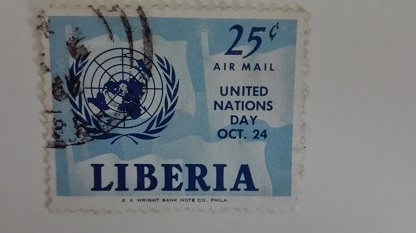 25¢
AIR MAIL
UNITED
NATIONS
DAY
OCT. 24
LIBERIA
E. A. WRIGHT BANK NOTE CO., PHILA.